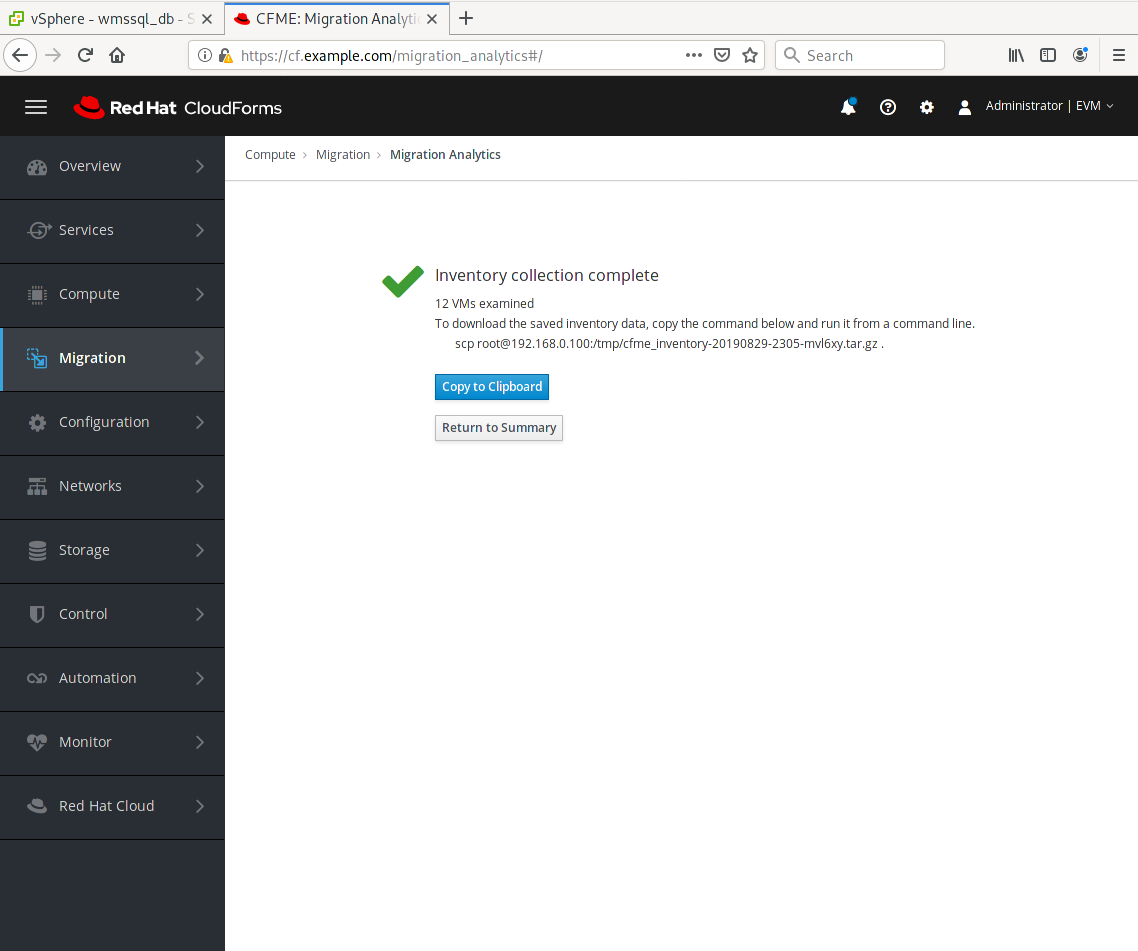 vSphere - wmssql_db - S
CFME: Migration Analytic
https://cf.example.com/migration_analytics#/
Search
Red Hat CloudForms
Administrator | EVM
Overview
Services
Compute
Migration
Configuration
Networks
Storage
Control
Automation
Monitor
Red Hat Cloud
Compute > Migration > Migration Analytics
Inventory collection complete
12 VMs examined
To download the saved inventory data, copy the command below and run it from a command line.
scp root@192.168.0.100:/tmp/cfme_inventory-20190829-2305-mvl6xy.tar.gz .
Copy to Clipboard
Return to Summary